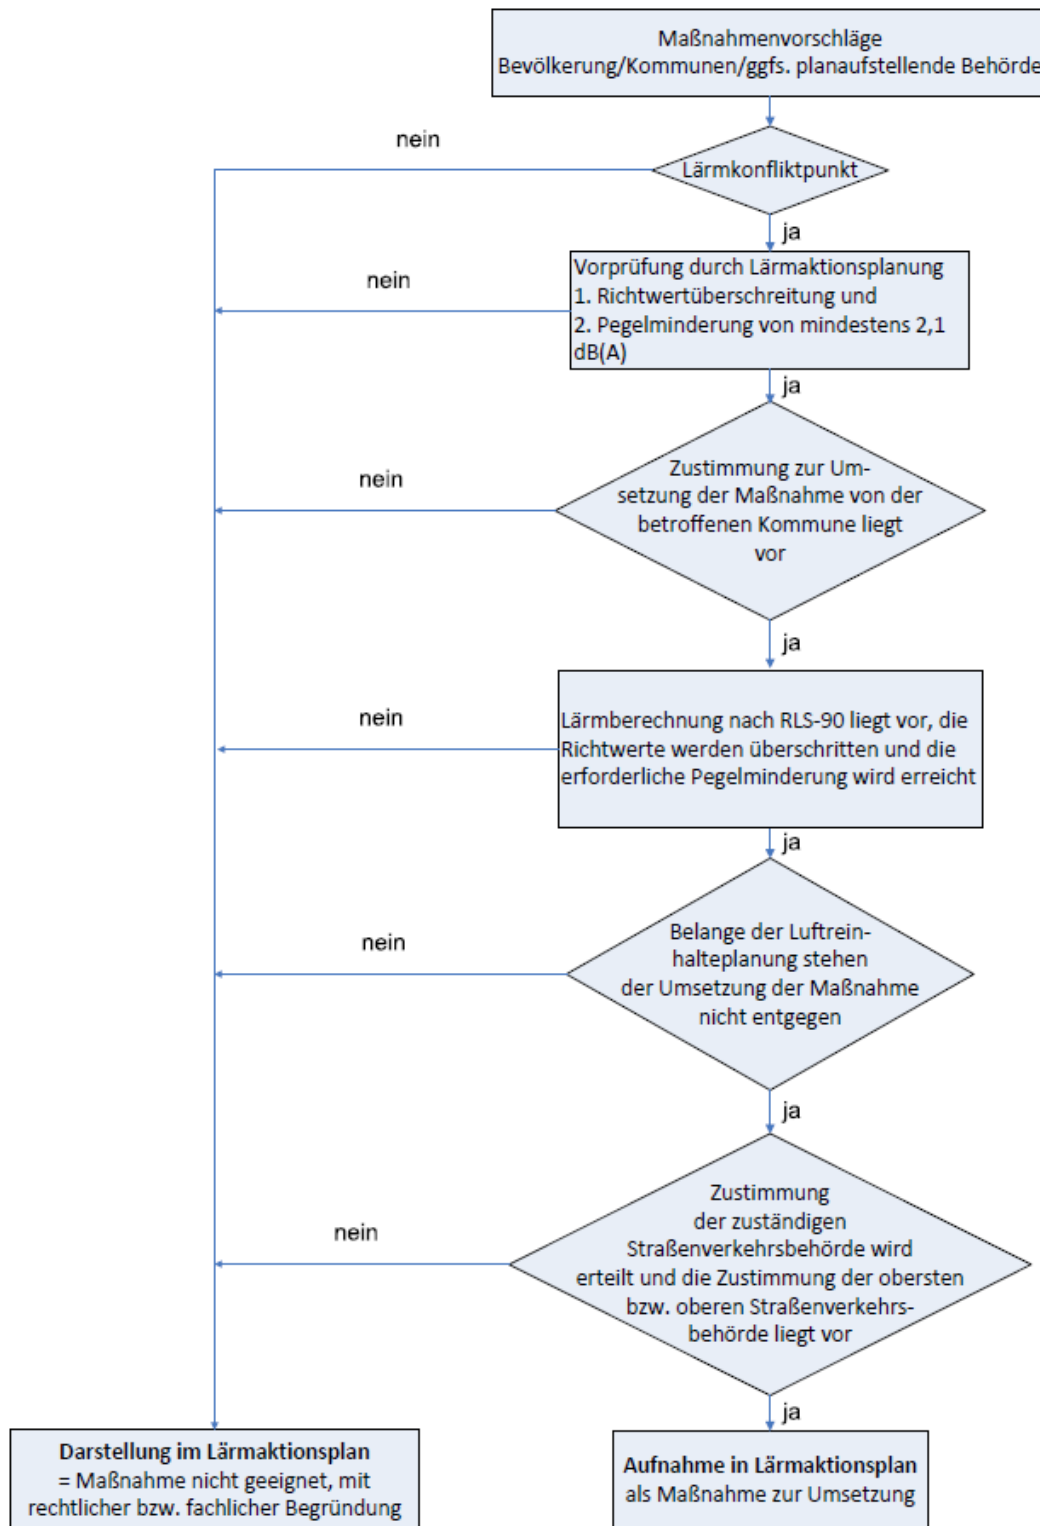 Maßnahmenvorschläge
Bevölkerung/Kommunen/ggfs. planaufstellende Behörde
nein
Lärmkonfliktpunkt
ja
nein
Vorprüfung durch Lärmaktionsplanung
1. Richtwertüberschreitung und
2. Pegelminderung von mindestens 2,1
dB(A)
ja
nein
Zustimmung zur Um-
setzung der Maßnahme von der
betroffenen Kommune liegt
vor
ja
nein
Lärmberechnung nach RLS-90 liegt vor, die
Richtwerte werden überschritten und die
erforderliche Pegelminderung wird erreicht
ja
nein
Belange der Luftrein-
halteplanung stehen
der Umsetzung der Maßnahme
nicht entgegen
ja
nein
Zustimmung
der zuständigen
Straßenverkehrsbehörde wird
erteilt und die Zustimmung der obersten
bzw. oberen Straßenverkehrs-
behörde liegt vor
ja
Darstellung im Lärmaktionsplan
= Maßnahme nicht geeignet, mit
rechtlicher bzw. fachlicher Begründung
Aufnahme in Lärmaktionsplan
als Maßnahme zur Umsetzung